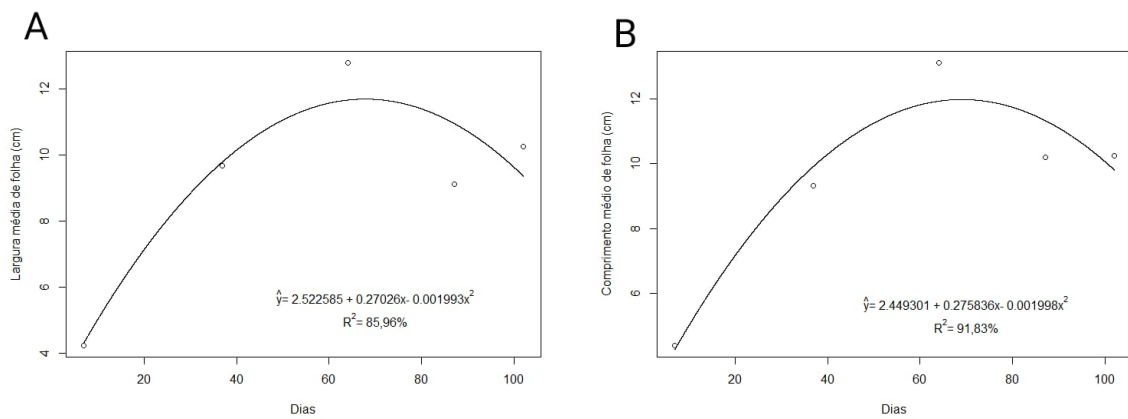 A
Largura média de folha (cm)
12
10
8
6
4
ŷ= 2.522585 + 0.27026x- 0.001993x²
R²= 85,96%
20 40 60 80 100
Dias
B
Comprimento médio de folha (cm)
12
10
8
6
ŷ= 2.449301 + 0.275836x- 0.001998x²
R²= 91,83%
20 40 60 80 100
Dias